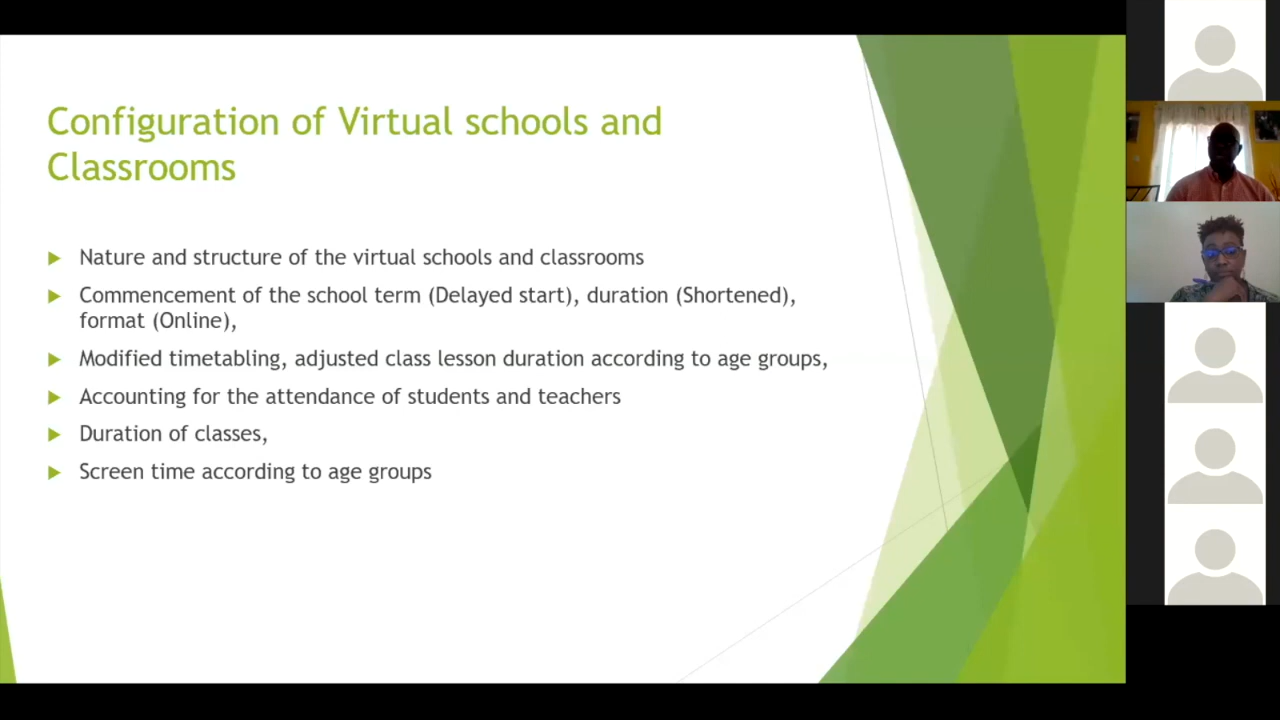 Configuration of Virtual schools and
Classrooms
Nature and structure of the virtual schools and classrooms
Commencement of the school term (Delayed start), duration (Shortened),
format (Online),
Modified timetabling, adjusted class lesson duration according to age groups,
Accounting for the attendance of students and teachers
Duration of classes,
Screen time according to age groups